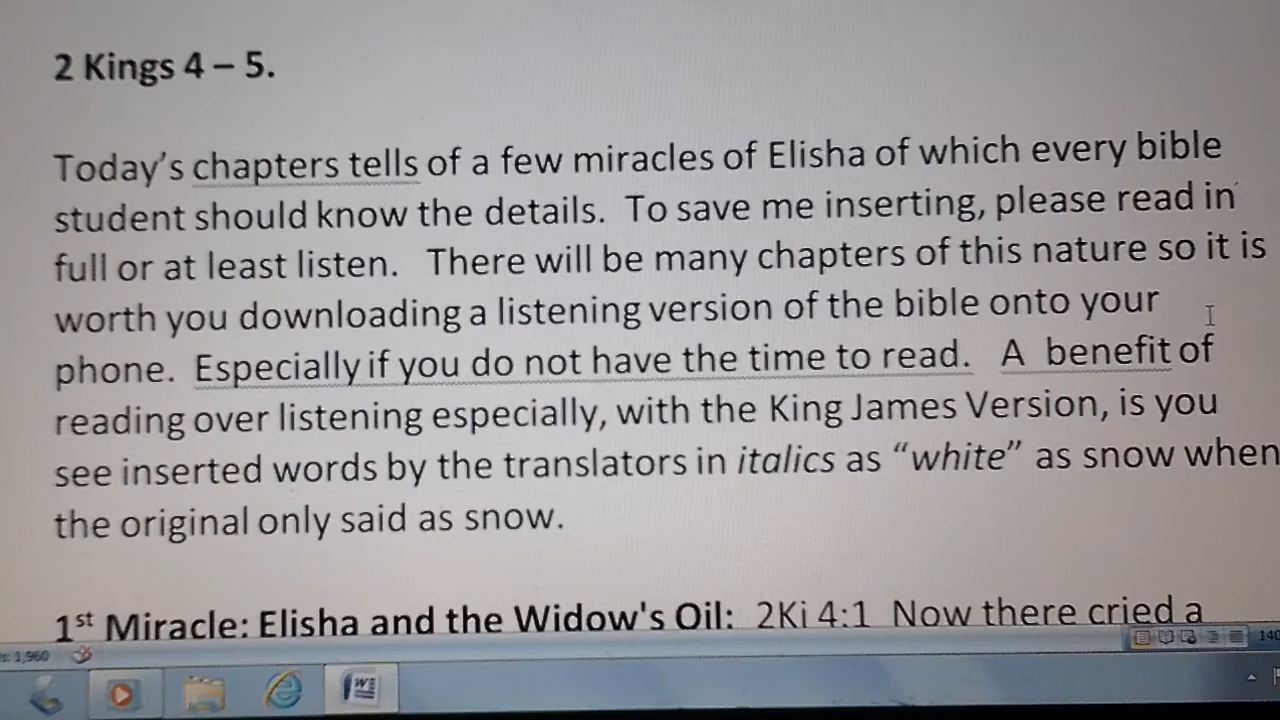 2 Kings 4 – 5.
Today's chapters tells of a few miracles of Elisha of which every bible
student should know the details.  To save me inserting, please read in
full or at least listen.   There will be many chapters of this nature so it is
worth you downloading a listening version of the bible onto your
phone.  Especially if you do not have the time to read.   A  benefit of
reading over listening especially, with the King James Version, is you
see inserted words by the translators in italics as “white” as snow when
the original only said as snow.
1st Miracle: Elisha and the Widow's Oil:  2Ki 4:1  Now there cried a
s: 1,960
140